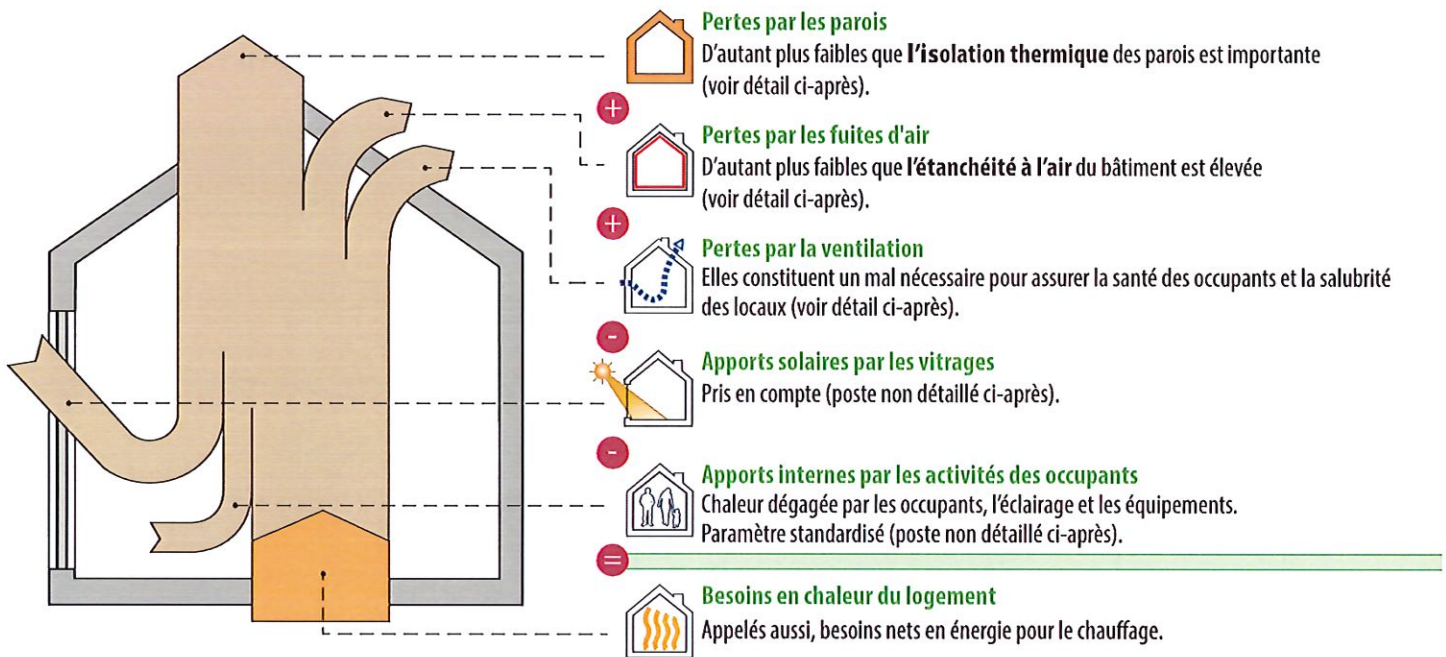 Pertes par les parois
D'autant plus faibles que l'isolation thermique des parois est importante
(voir détail ci-après).
+
Pertes par les fuites d'air
D'autant plus faibles que l'étanchéité à l'air du bâtiment est élevée
(voir détail ci-après).
+
Pertes par la ventilation
Elles constituent un mal nécessaire pour assurer la santé des occupants et la salubrité
des locaux (voir détail ci-après).
-
Apports solaires par les vitrages
Pris en compte (poste non détaillé ci-après).
-
Apports internes par les activités des occupants
Chaleur dégagée par les occupants, l'éclairage et les équipements.
Paramètre standardisé (poste non détaillé ci-après).
=
Besoins en chaleur du logement
Appelés aussi, besoins nets en énergie pour le chauffage.